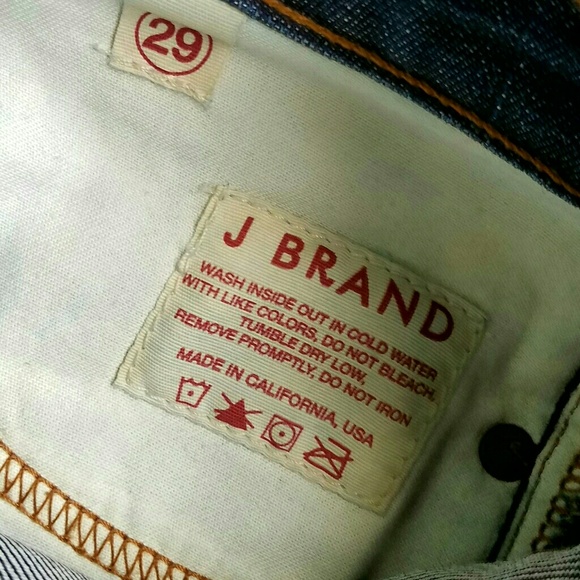 29
J BRAND
WASH INSIDE OUT IN COLD WATER
WITH LIKE COLORS, DO NOT BLEACH.
TUMBLE DRY LOW,
REMOVE PROMPTLY, DO NOT IRON
MADE IN CALIFORNIA, USA